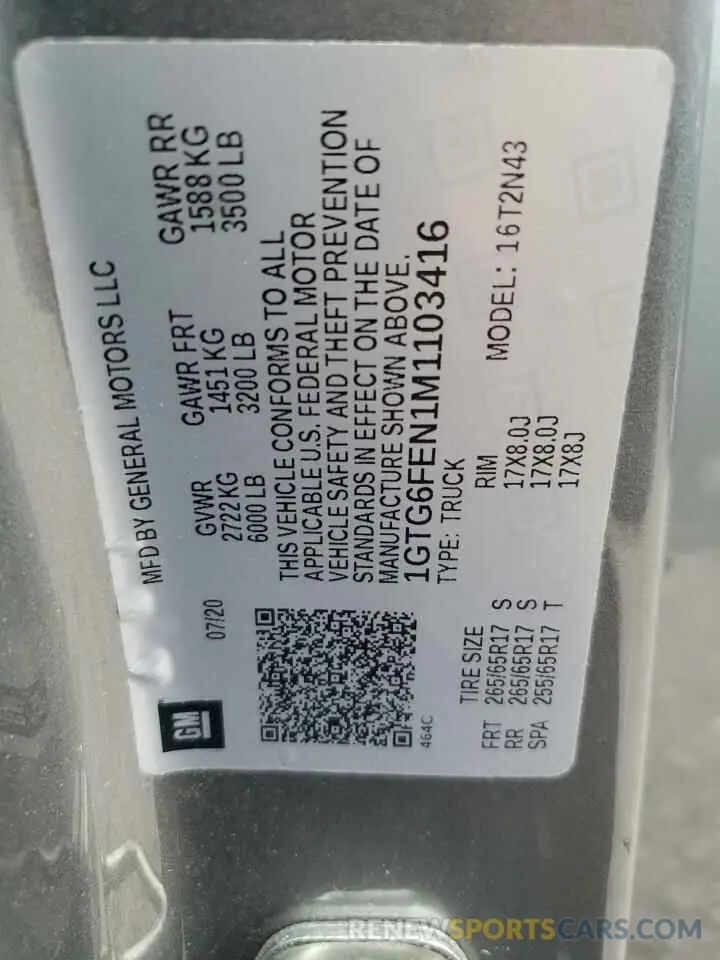 MFD BY GENERAL MOTORS LLC
07/20 GVWR GAWR FRT GAWR RR
2722 KG 1451 KG 1588 KG
6000 LB 3200 LB 3500 LB
THIS VEHICLE CONFORMS TO ALL
APPLICABLE U.S. FEDERAL MOTOR
VEHICLE SAFETY AND THEFT PREVENTION
STANDARDS IN EFFECT ON THE DATE OF
MANUFACTURE SHOWN ABOVE.
1GTG6FEN1M1103416
TYPE: TRUCK
GM
464C
MODEL: 16T2N43
TIRE SIZE RIM
FRT 265/65R17 S 17X8.0J
RR 265/65R17 S 17X8.0J
SPA 255/65R17 T 17X8J
RENEWSPORTSCARS.COM